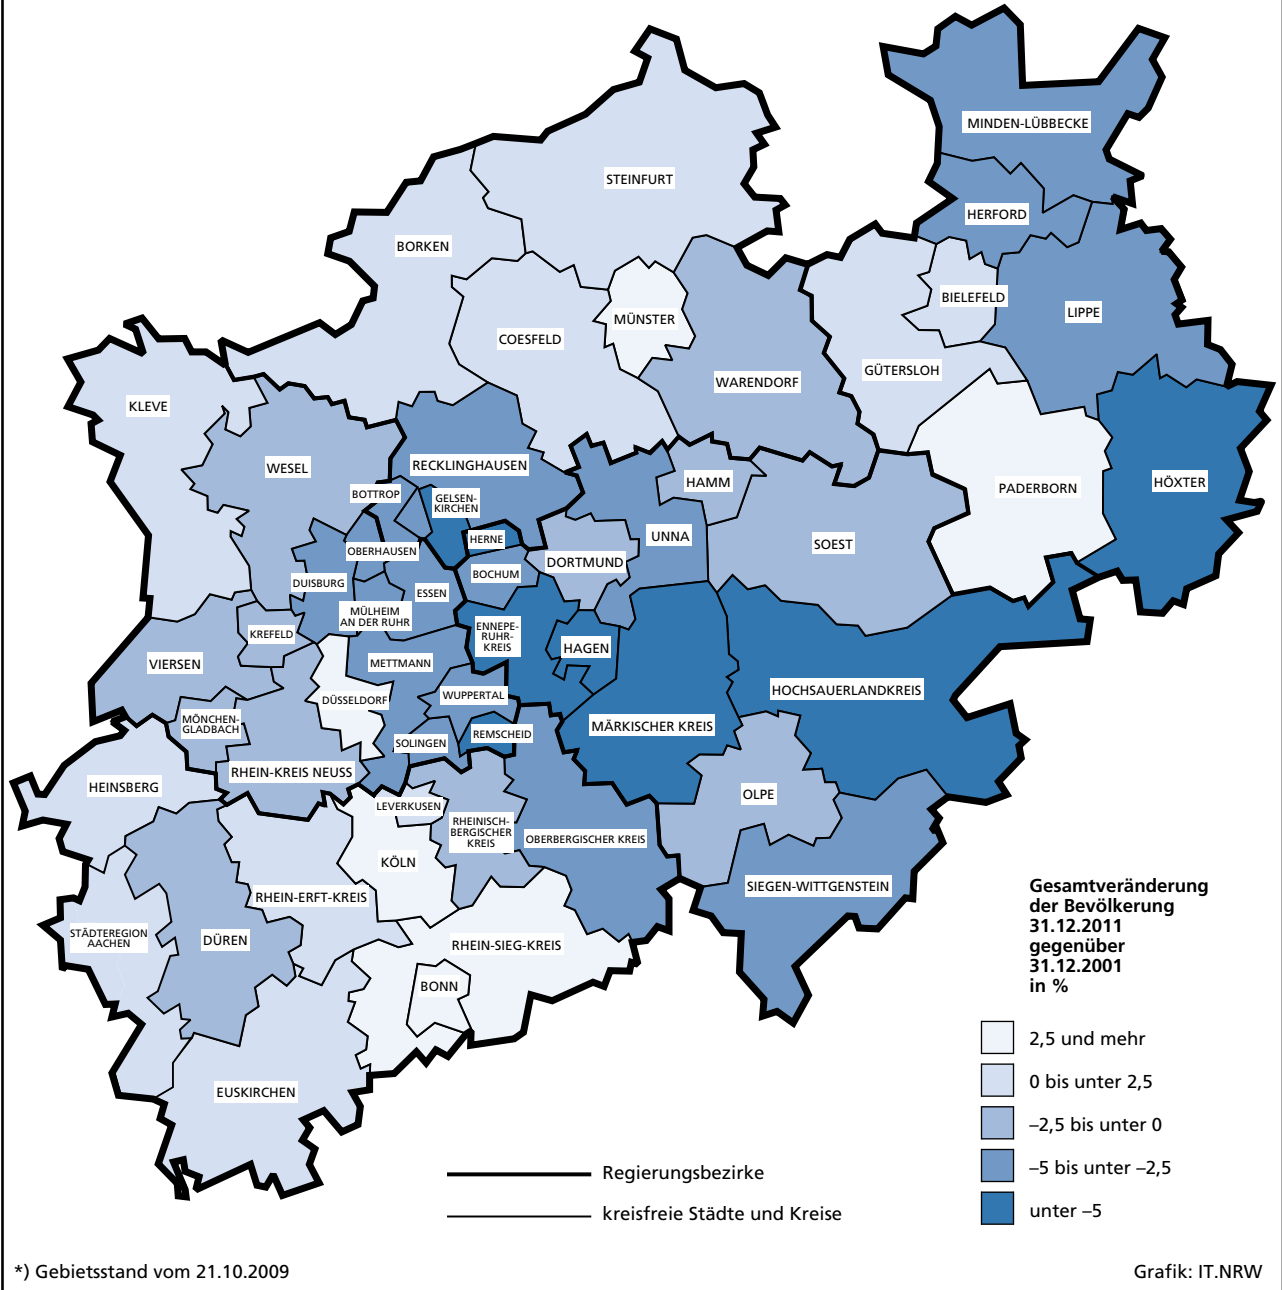 MINDEN-LÜBBECKE
STEINFURT
HERFORD
BORKEN
BIELEFELD
LIPPE
MÜNSTER
COESFELD
GÜTERSLOH
WARENDORF
KLEVE
RECKLINGHAUSEN
WESEL
HAMM
HÖXTER
PADERBORN
BOTTROP
GELSEN-
KIRCHEN
UNNA
HERNE
SOEST
OBERHAUSEN
DORTMUND
BOCHUM
DUISBURG
ESSEN
MÜLHEIM
AN DER RUHR
ENNEPE-
RUHR-
KREIS
KREFELD
HAGEN
VIERSEN
METTMANN
HOCHSAUERLANDKREIS
WUPPERTAL
DÜSSELDORF
MÖNCHEN-
GLADBACH
MÄRKISCHER KREIS
REMSCHEID
SOLINGEN
RHEIN-KREIS NEUSS
HEINSBERG
OLPE
LEVERKUSEN
RHEINISCH-
BERGISCHER
KREIS
OBERBERGISCHER KREIS
KÖLN
SIEGEN-WITTGENSTEIN
RHEIN-ERFT-KREIS
STÄDTEREGION
AACHEN
DÜREN
RHEIN-SIEG-KREIS
BONN
EUSKIRCHEN
Gesamtveränderung
der Bevölkerung
31.12.2011
gegenüber
31.12.2001
in %
2,5 und mehr
0 bis unter 2,5
–2,5 bis unter 0
–5 bis unter –2,5
unter –5
Regierungsbezirke
kreisfreie Städte und Kreise
*) Gebietsstand vom 21.10.2009
Grafik: IT.NRW